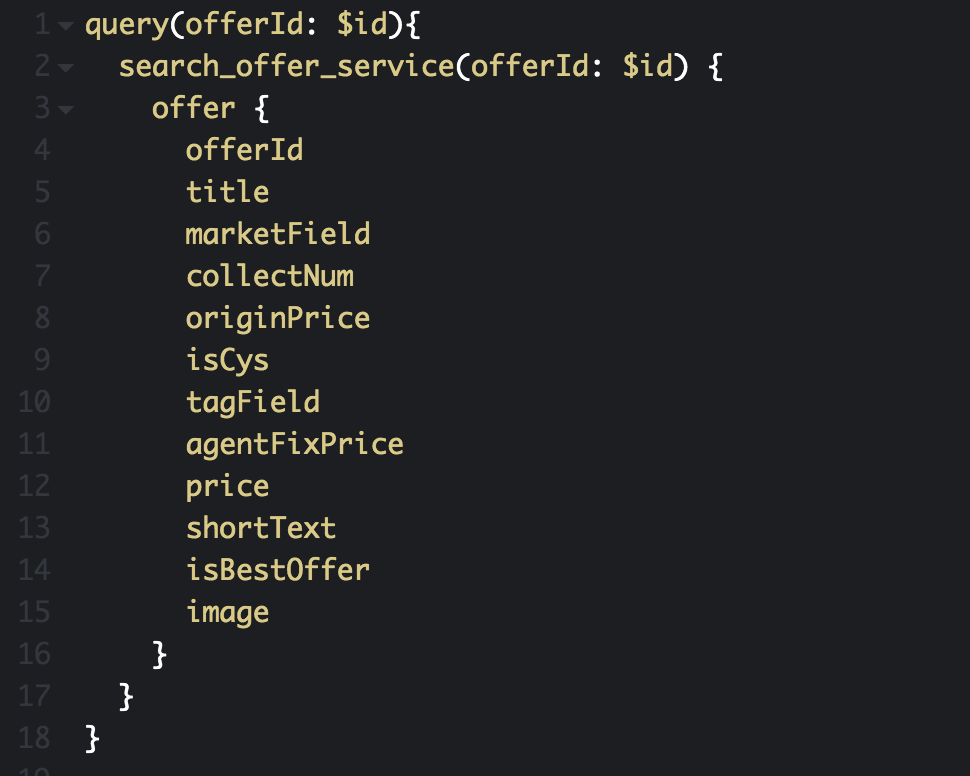 1 query(offerId: $id){
2 search_offer_service(offerId: $id) {
3 offer {
4 offerId
5 title
6 marketField
7 collectNum
8 originPrice
9 isCys
10 tagField
11 agentFixPrice
12 price
13 shortText
14 isBestOffer
15 image
16 }
17 }
18 }